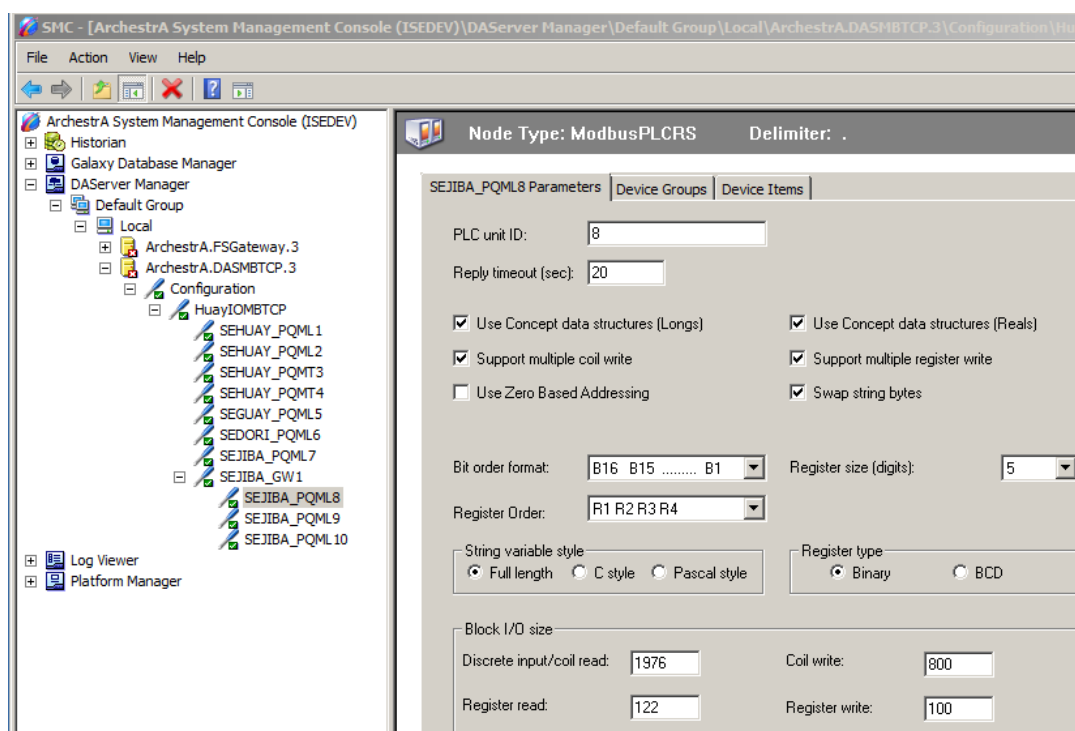 SMC - [ArchestrA System Management Console (ISEDEV)\DAServer Manager\Default Group\Local\ArchestrA.DASMBTCP.3\Configuration\Hu
File Action View Help
ArchestrA System Management Console (ISEDEV)
Historian
Galaxy Database Manager
DAServer Manager
Default Group
Local
ArchestrA.FSGateway.3
ArchestrA.DASMBTCP.3
Configuration
HuayIOMBTCP
SEHUAY_PQML1
SEHUAY_PQML2
SEHUAY_PQMT3
SEHUAY_PQMT4
SEGUAY_PQML5
SEDORI_PQML6
SEJIBA_PQML7
SEJIBA_GW1
SEJIBA_PQML8
SEJIBA_PQML9
SEJIBA_PQML10
Log Viewer
Platform Manager
Node Type: ModbusPLCRS Delimiter: .
SEJIBA_PQML8 Parameters Device Groups Device Items
PLC unit ID: 8
Reply timeout (sec): 20
Use Concept data structures (Longs) Use Concept data structures (Reals)
Support multiple coil write Support multiple register write
Use Zero Based Addressing Swap string bytes
Bit order format: B16 B15 ........ B1 Register size (digits): 5
Register Order: R1 R2 R3 R4
String variable style Register type
Full length C style Pascal style Binary BCD
Block I/O size
Discrete input/coil read: 1976 Coil write: 800
Register read: 122 Register write: 100